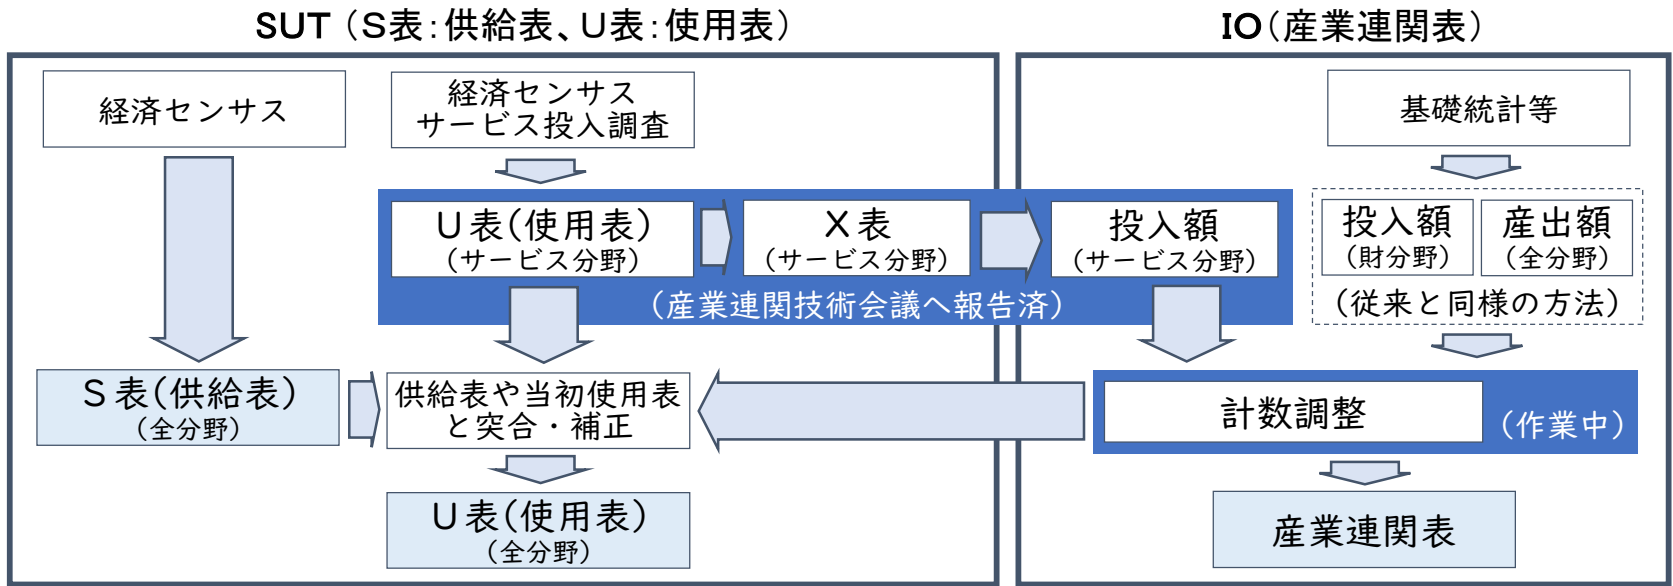 SUT（S表：供給表、U表：使用表）
IO（産業連関表）
経済センサス
経済センサス
サービス投入調査
基礎統計等
U表(使用表)
(サービス分野)
X表
(サービス分野)
投入額
(サービス分野)
投入額
(財分野)
産出額
(全分野)
(産業連関技術会議へ報告済)
(従来と同様の方法)
S表(供給表)
(全分野)
供給表や当初使用表
と突合・補正
計数調整
(作業中)
U表(使用表)
(全分野)
産業連関表